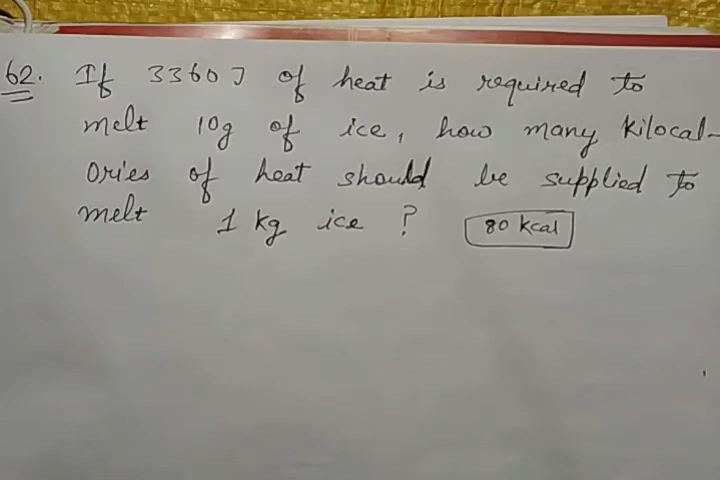 62. If 3360J of heat is required to
melt 10g of ice, how many Kilocal-
ories of heat should be supplied to
melt 1 kg ice ? 80 kcal